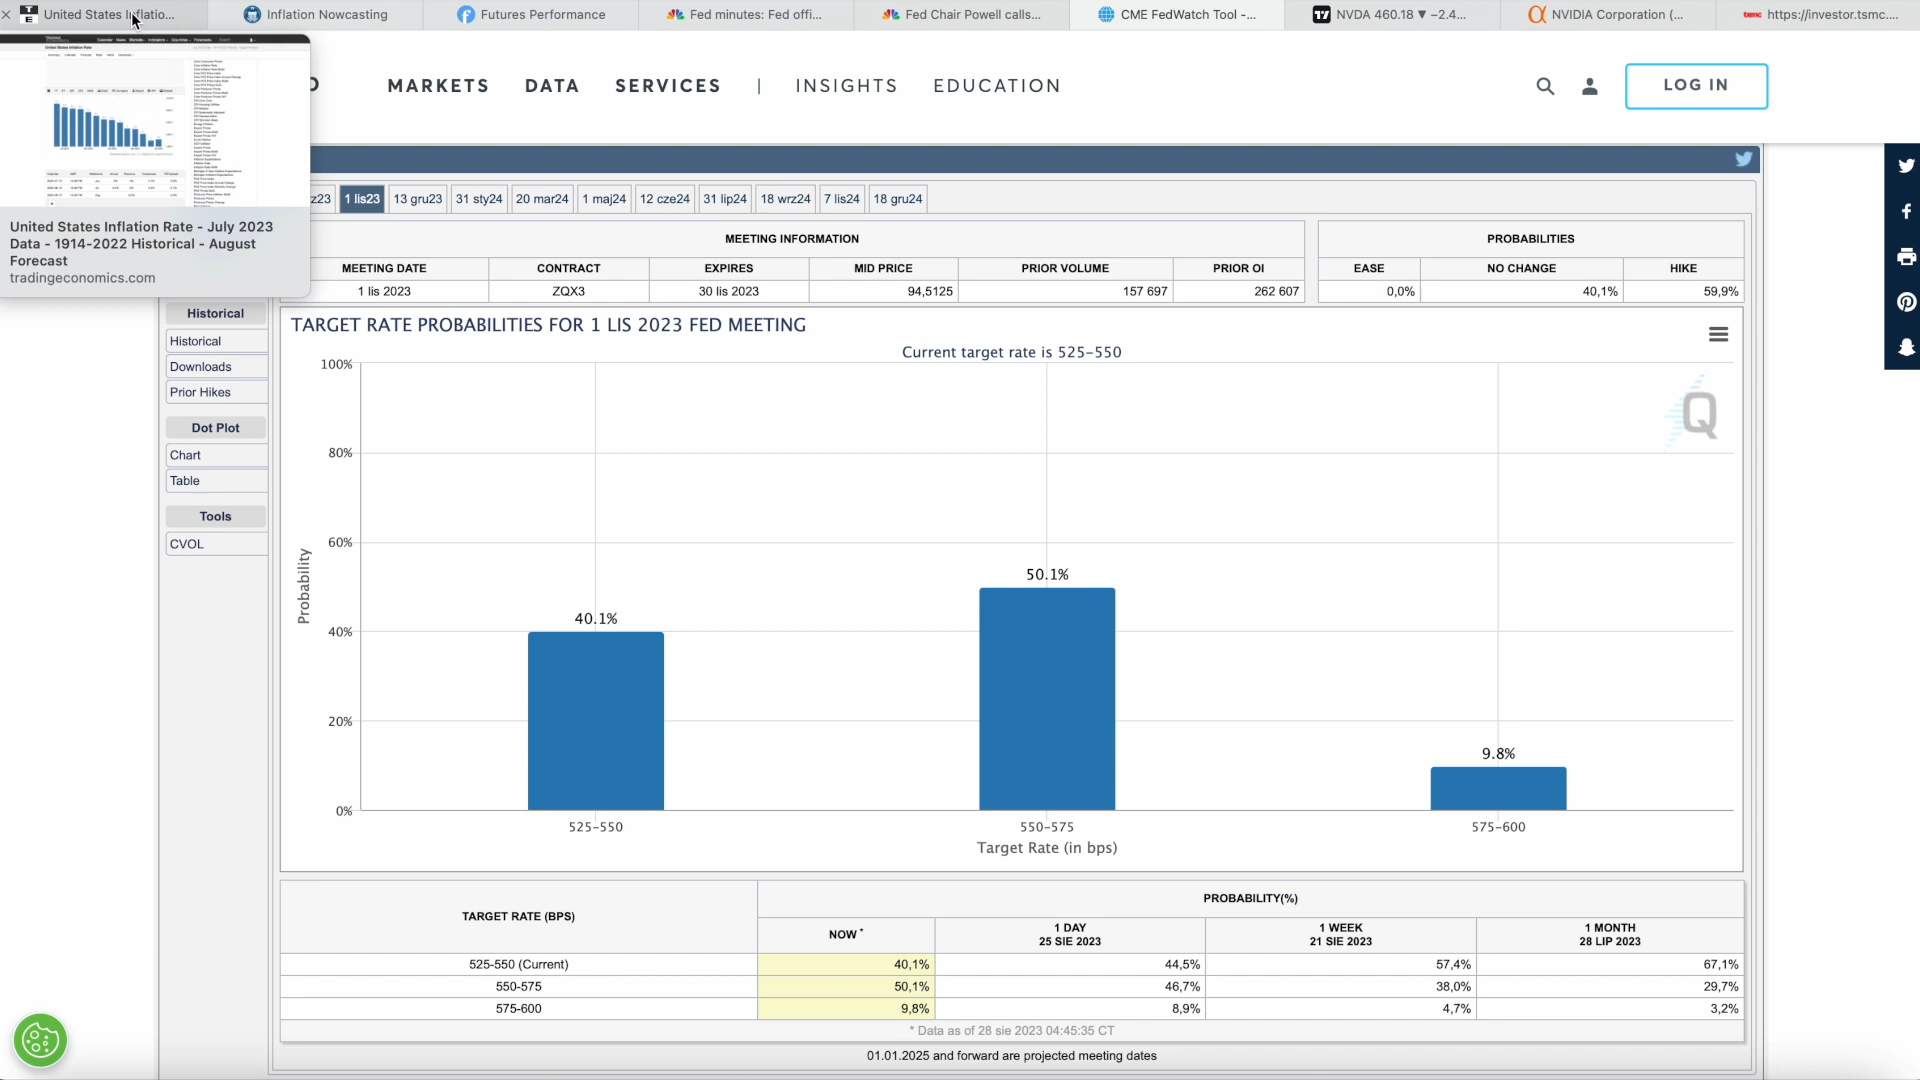 United States Inflatio...
Inflation Nowcasting
Futures Performance
Fed minutes: Fed offi...
Fed Chair Powell calls...
CME FedWatch Tool -...
NVDA 460.18 ▼ −2.4...
NVIDIA Corporation (...
tsmc https://investor.tsmc....
MARKETS DATA SERVICES | INSIGHTS EDUCATION
LOG IN
United States Inflation Rate - July 2023
Data - 1914-2022 Historical - August
Forecast
tradingeconomics.com
z23 1 lis23 13 gru23 31 sty24 20 mar24 1 maj24 12 cze24 31 lip24 18 wrz24 7 lis24 18 gru24
MEETING INFORMATION
MEETING DATE CONTRACT EXPIRES MID PRICE PRIOR VOLUME PRIOR OI
1 lis 2023 ZQX3 30 lis 2023 94,5125 157 697 262 607
PROBABILITIES
EASE NO CHANGE HIKE
0,0% 40,1% 59,9%
Historical
Historical
Downloads
Prior Hikes
Dot Plot
Chart
Table
Tools
CVOL
TARGET RATE PROBABILITIES FOR 1 LIS 2023 FED MEETING
Current target rate is 525–550
Q
Probability
100%
80%
60%
40%
20%
0%
40.1%
50.1%
9.8%
525–550
550–575
575–600
Target Rate (in bps)
TARGET RATE (BPS) PROBABILITY(%)
NOW * 1 DAY 1 WEEK 1 MONTH
25 SIE 2023 21 SIE 2023 28 LIP 2023
525-550 (Current) 40,1% 44,5% 57,4% 67,1%
550-575 50,1% 46,7% 38,0% 29,7%
575-600 9,8% 8,9% 4,7% 3,2%
* Data as of 28 sie 2023 04:45:35 CT
01.01.2025 and forward are projected meeting dates